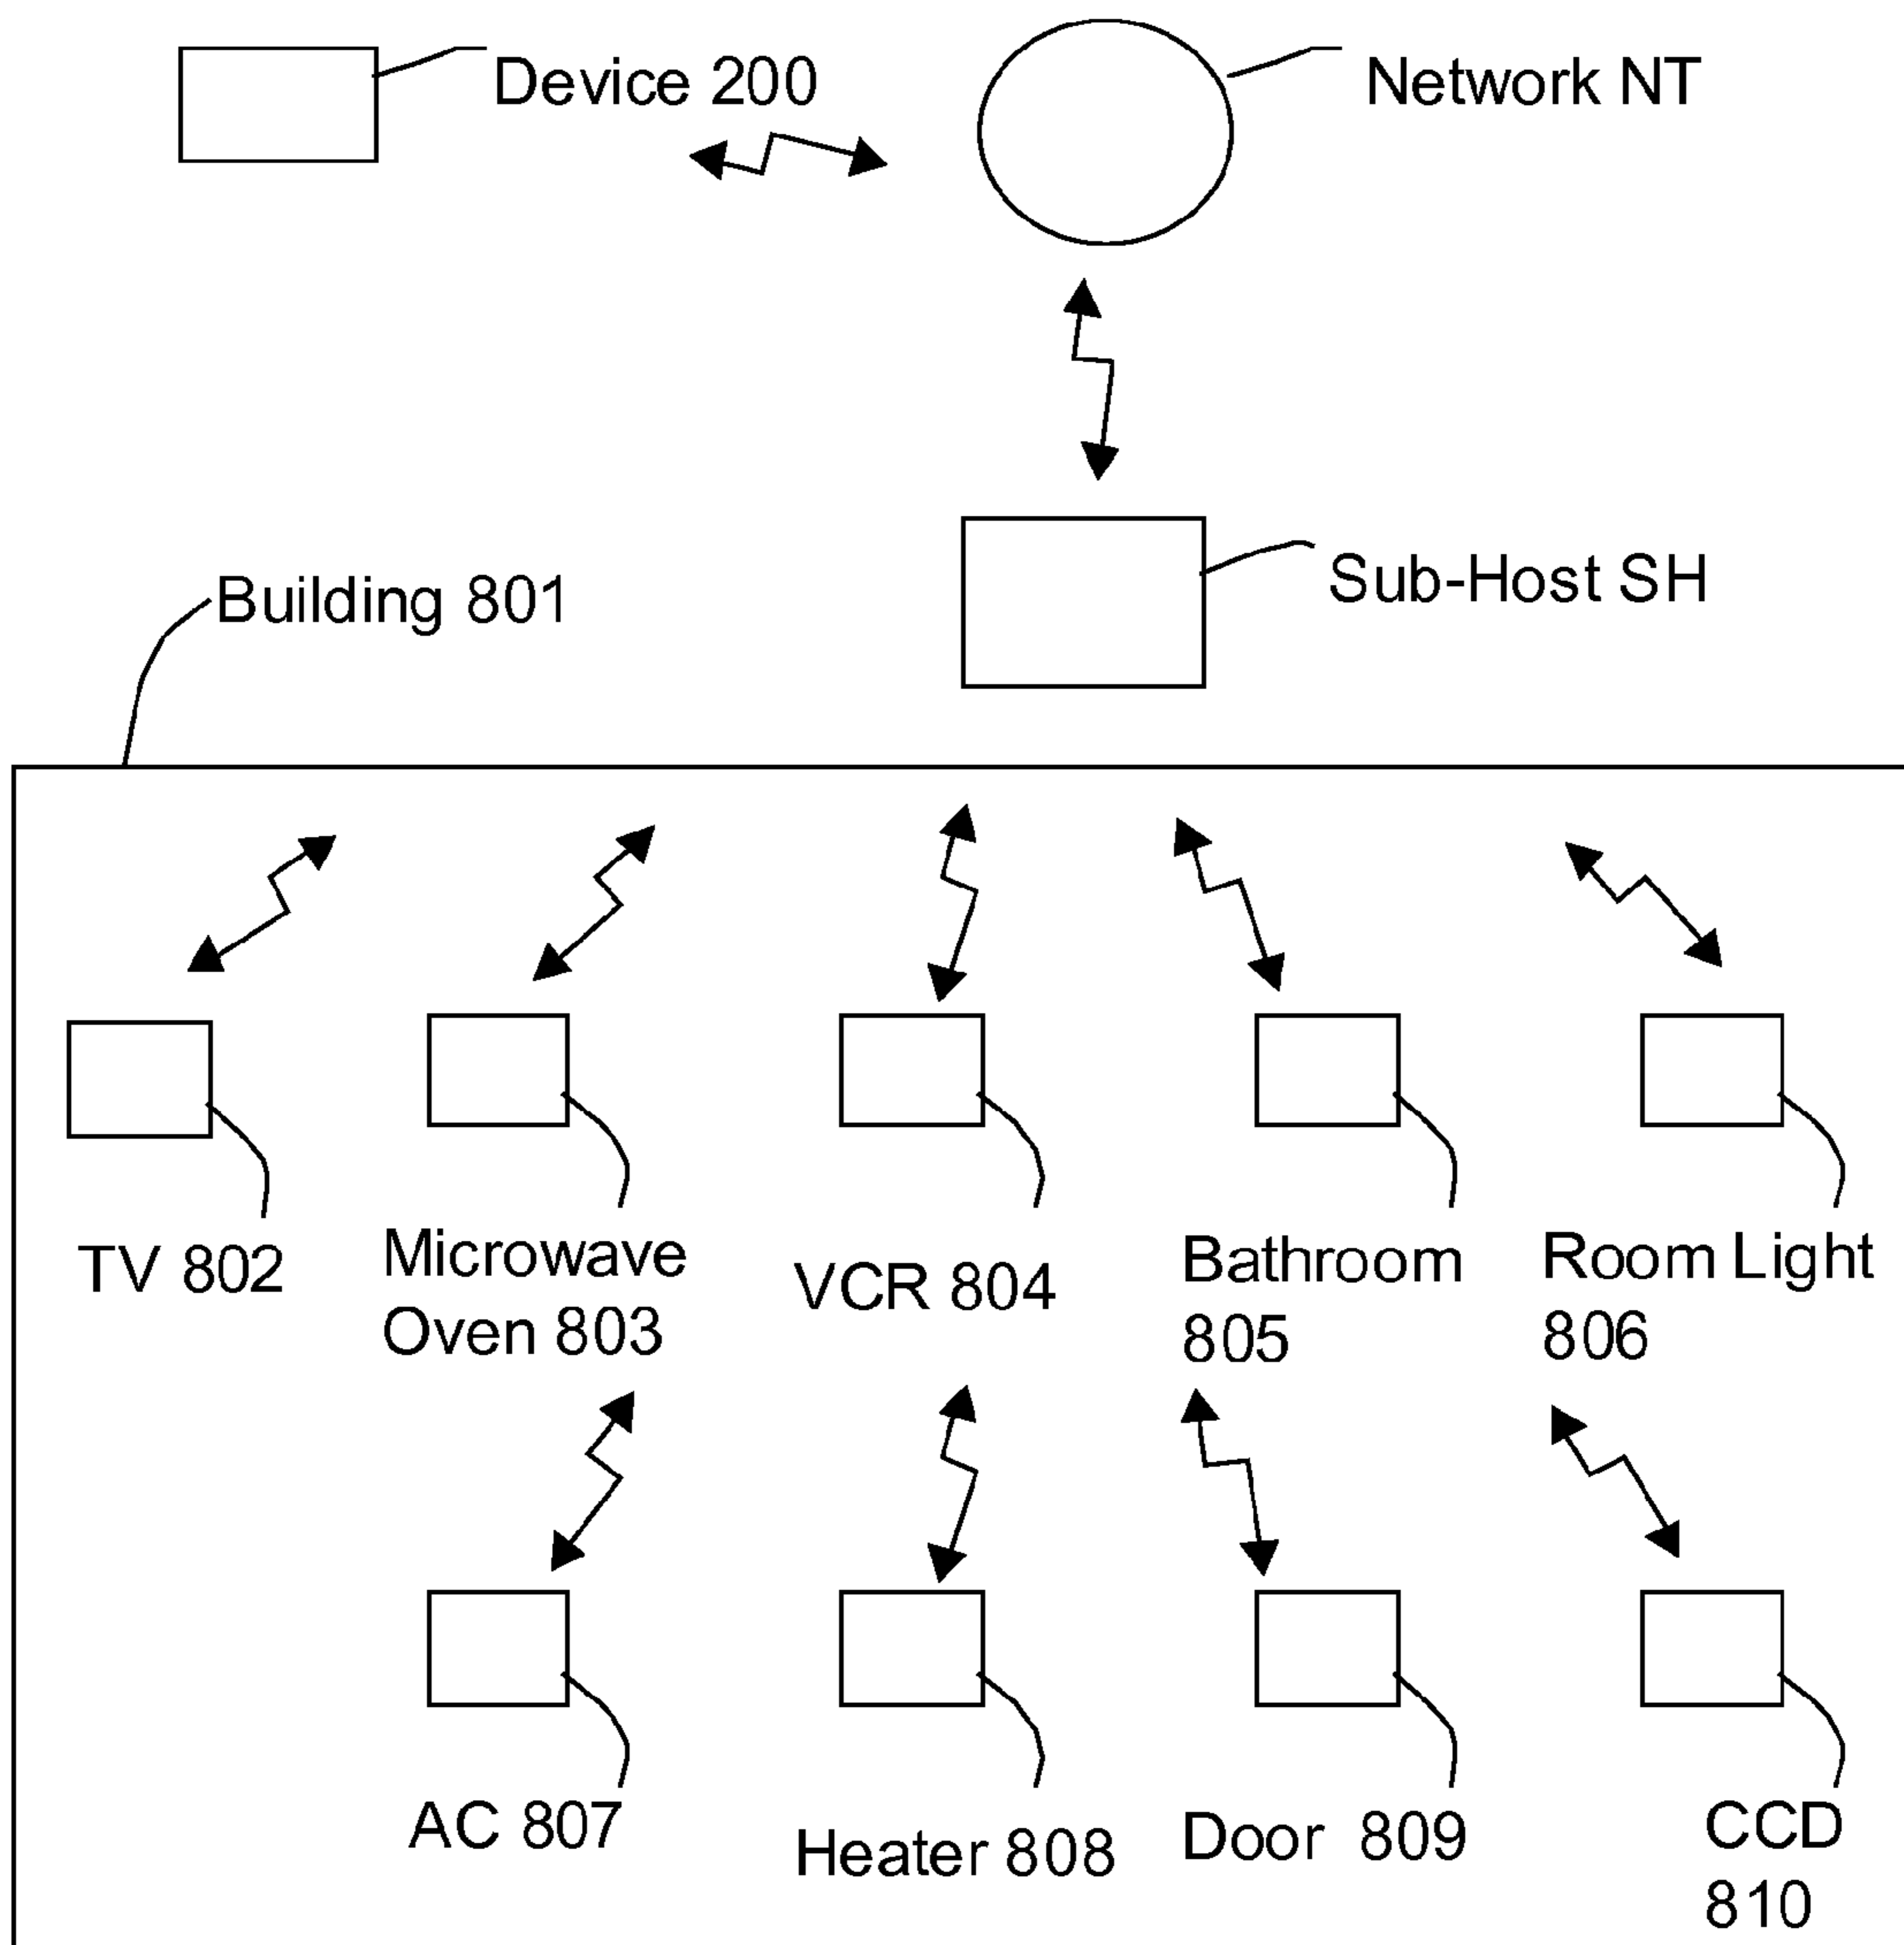 Device 200
Network NT
Sub-Host SH
Building 801
TV 802
Microwave
Oven 803
VCR 804
Bathroom
805
Room Light
806
AC 807
Heater 808
Door 809
CCD
810